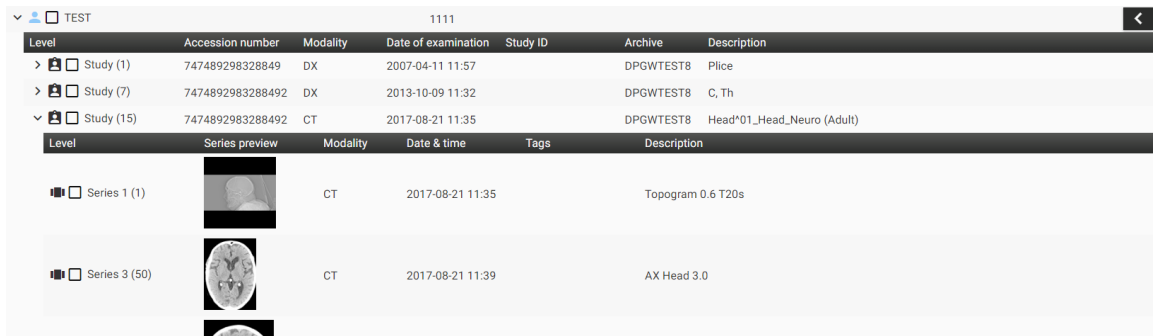 TEST 1111
Level Accession number Modality Date of examination Study ID Archive Description
Study (1) 747489298328849 DX 2007-04-11 11:57 DPGWTEST8 Plice
Study (7) 7474892983288492 DX 2013-10-09 11:32 DPGWTEST8 C, Th
Study (15) 7474892983288492 CT 2017-08-21 11:35 DPGWTEST8 Head^01_Head_Neuro (Adult)
Level Series preview Modality Date & time Tags Description
Series 1 (1) CT 2017-08-21 11:35 Topogram 0.6 T20s
Series 3 (50) CT 2017-08-21 11:39 AX Head 3.0